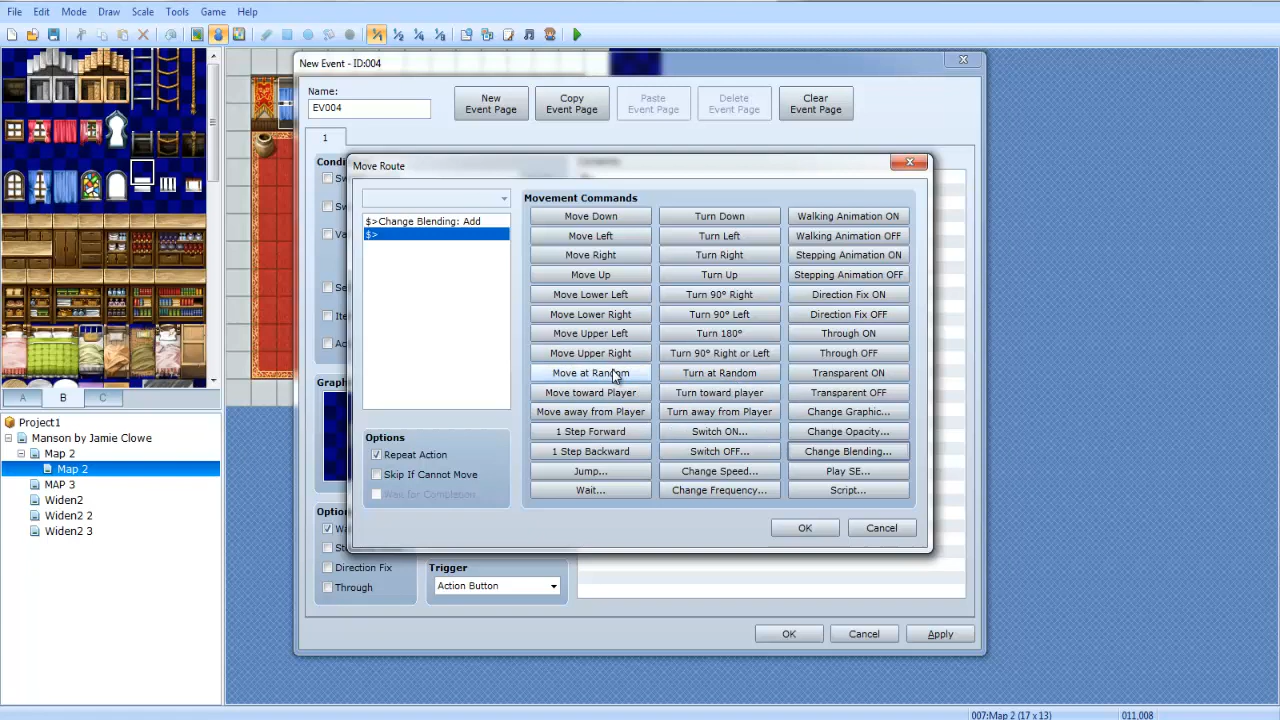 File Edit Mode Draw Scale Tools Game Help
New Event - ID:004
Name:
EV004
New Event Page
Copy Event Page
Paste Event Page
Delete Event Page
Clear Event Page
1
Move Route
$>Change Blending: Add
$>
Options
Repeat Action
Skip If Cannot Move
Wait for Completion
Movement Commands
Move Down Turn Down Walking Animation ON
Move Left Turn Left Walking Animation OFF
Move Right Turn Right Stepping Animation ON
Move Up Turn Up Stepping Animation OFF
Move Lower Left Turn 90° Right Direction Fix ON
Move Lower Right Turn 90° Left Direction Fix OFF
Move Upper Left Turn 180° Through ON
Move Upper Right Turn 90° Right or Left Through OFF
Move at Random Turn at Random Transparent ON
Move toward Player Turn toward player Transparent OFF
Move away from Player Turn away from Player Change Graphic...
1 Step Forward Switch ON... Change Opacity...
1 Step Backward Switch OFF... Change Blending...
Jump... Change Speed... Play SE...
Wait... Change Frequency... Script...
OK Cancel
Direction Fix
Through
Trigger
Action Button
OK Cancel Apply
A B C
Project1
Manson by Jamie Clowe
Map 2
Map 2
MAP 3
Widen2
Widen2 2
Widen2 3
007:Map 2 (17 x 13) 011,008